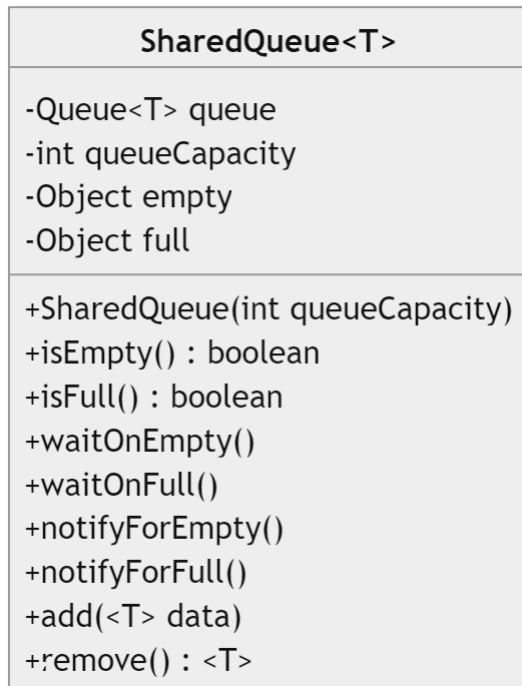 SharedQueue<T>
-Queue<T> queue
-int queueCapacity
-Object empty
-Object full
+SharedQueue(int queueCapacity)
+isEmpty() : boolean
+isFull() : boolean
+waitOnEmpty()
+waitOnFull()
+notifyForEmpty()
+notifyForFull()
+add(<T> data)
+remove() : <T>